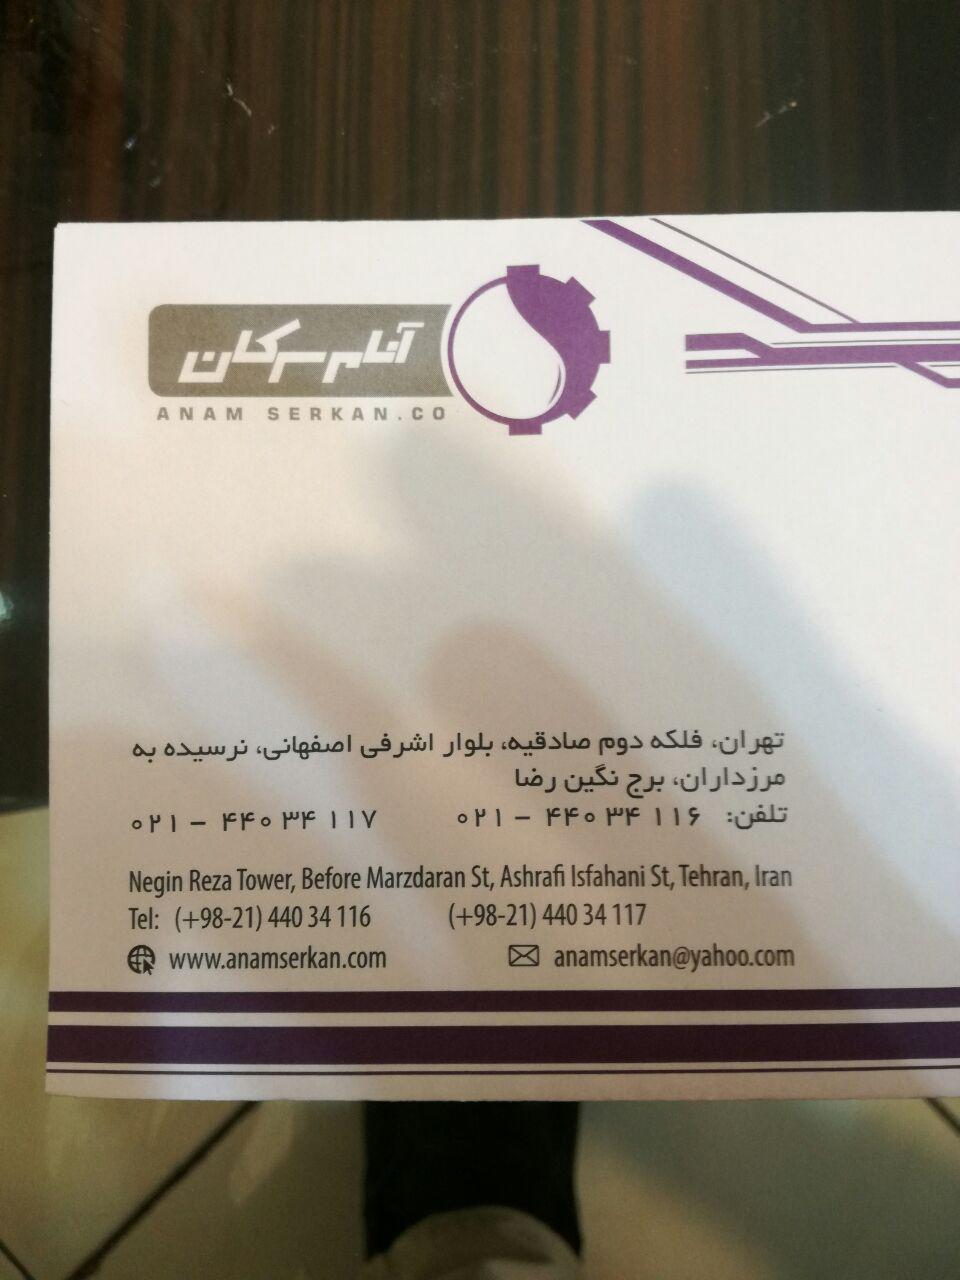 آنام سرکان
ANAM SERKAN.CO
تهران، فلکه دوم صادقیه، بلوار اشرفی اصفهانی، نرسیده به
مرزداران، برج نگین رضا
تلفن: ۰۲۱ – ۴۴۰ ۳۴ ۱۱۶ ۰۲۱ – ۴۴۰ ۳۴ ۱۱۷
Negin Reza Tower, Before Marzdaran St, Ashrafi Isfahani St, Tehran, Iran
Tel: (+98-21) 440 34 116 (+98-21) 440 34 117
www.anamserkan.com anamserkan@yahoo.com